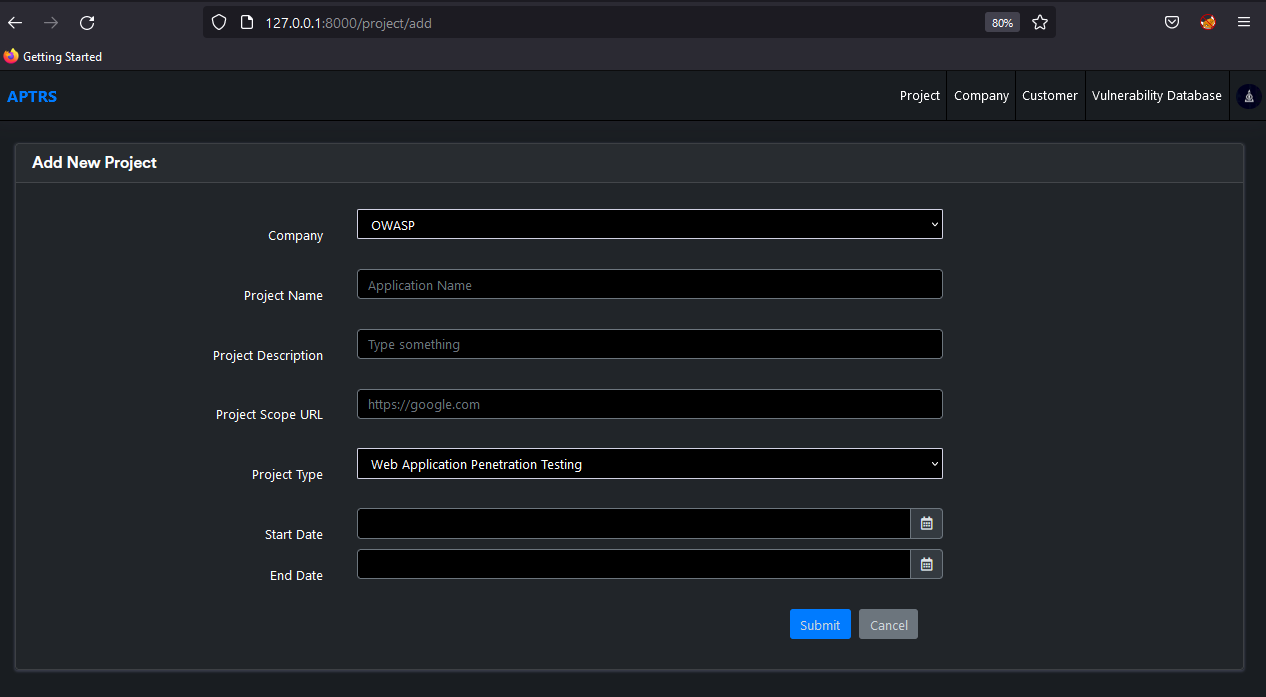 127.0.0.1:8000/project/add 80%
Getting Started
APTRS Project Company Customer Vulnerability Database
Add New Project
Company OWASP
Project Name Application Name
Project Description Type something
Project Scope URL https://google.com
Project Type Web Application Penetration Testing
Start Date
End Date
Submit Cancel